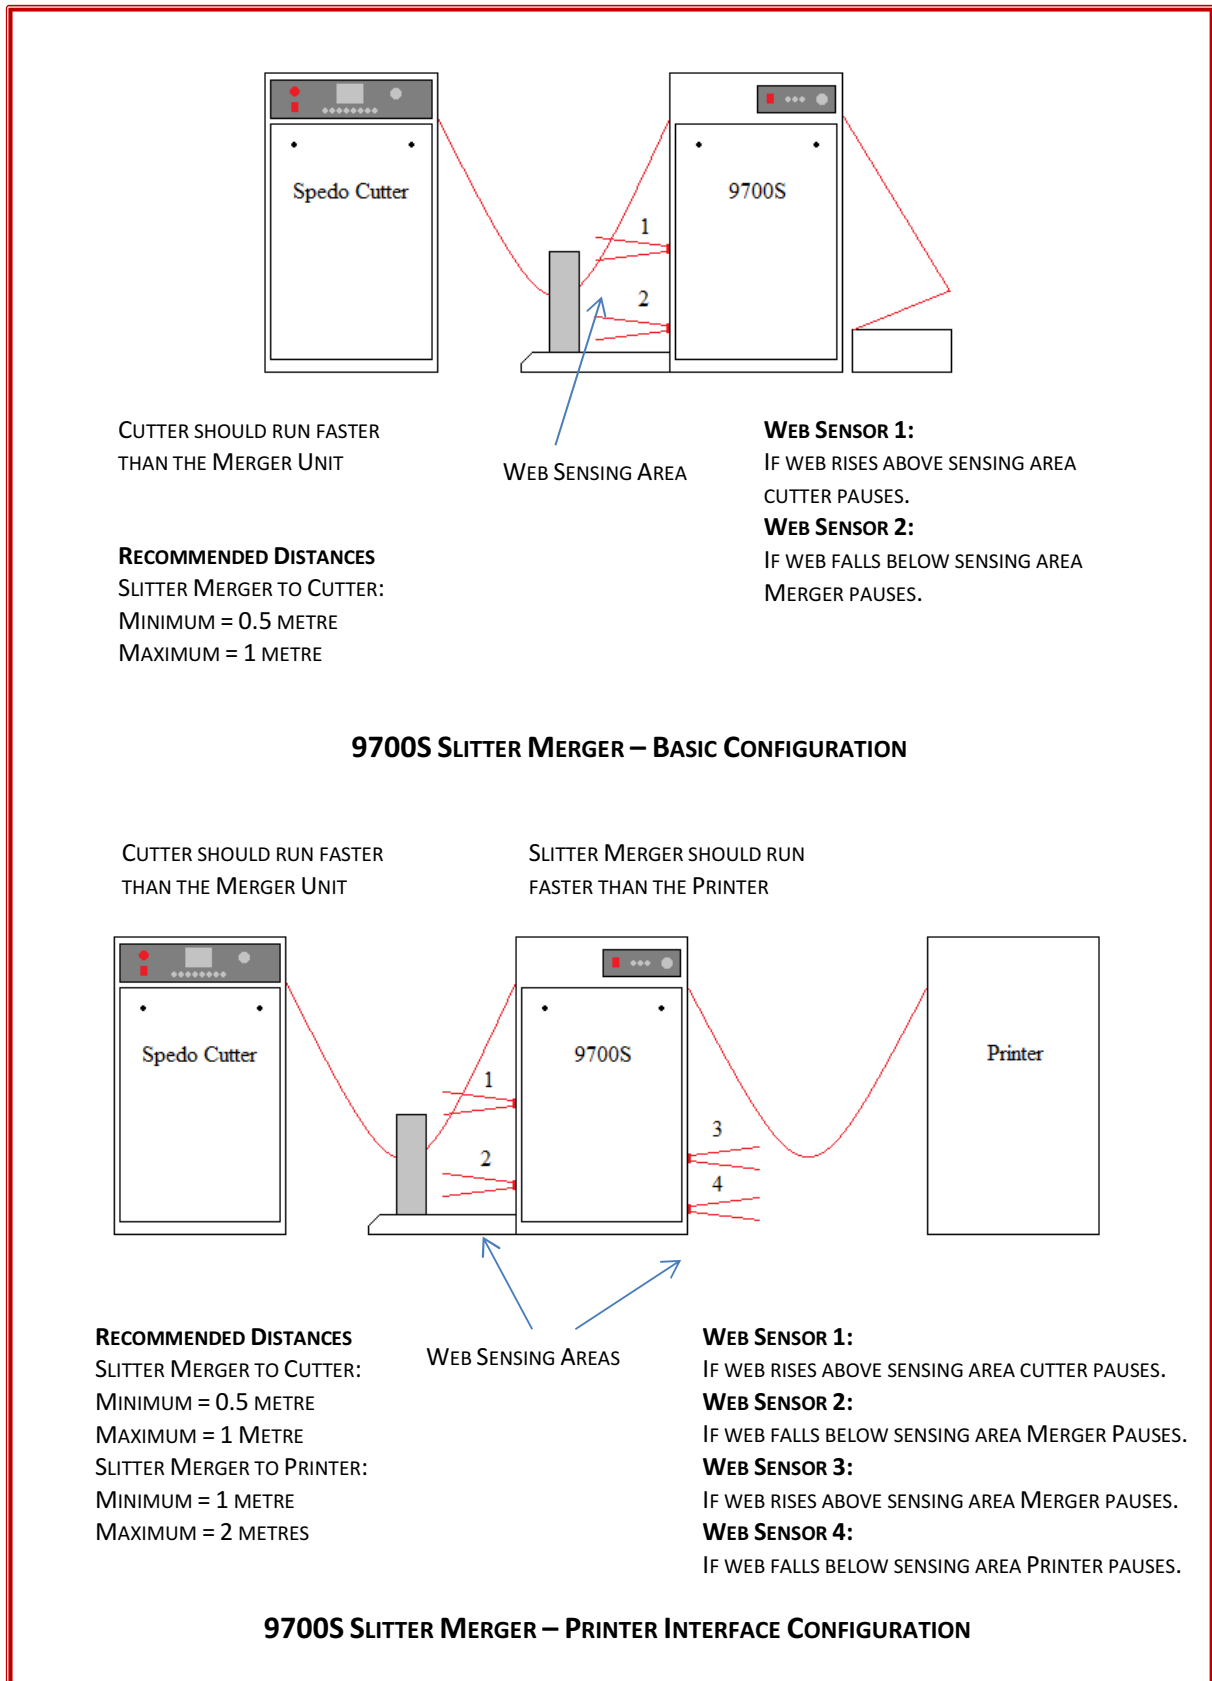 Spedo Cutter
9700S
1
2
CUTTER SHOULD RUN FASTER
THAN THE MERGER UNIT
WEB SENSING AREA
WEB SENSOR 1:
IF WEB RISES ABOVE SENSING AREA
CUTTER PAUSES.
WEB SENSOR 2:
IF WEB FALLS BELOW SENSING AREA
MERGER PAUSES.
RECOMMENDED DISTANCES
SLITTER MERGER TO CUTTER:
MINIMUM = 0.5 METRE
MAXIMUM = 1 METRE
9700S SLITTER MERGER – BASIC CONFIGURATION
CUTTER SHOULD RUN FASTER
THAN THE MERGER UNIT
SLITTER MERGER SHOULD RUN
FASTER THAN THE PRINTER
Spedo Cutter
9700S
Printer
1
2
3
4
RECOMMENDED DISTANCES
SLITTER MERGER TO CUTTER:
MINIMUM = 0.5 METRE
MAXIMUM = 1 METRE
SLITTER MERGER TO PRINTER:
MINIMUM = 1 METRE
MAXIMUM = 2 METRES
WEB SENSING AREAS
WEB SENSOR 1:
IF WEB RISES ABOVE SENSING AREA CUTTER PAUSES.
WEB SENSOR 2:
IF WEB FALLS BELOW SENSING AREA MERGER PAUSES.
WEB SENSOR 3:
IF WEB RISES ABOVE SENSING AREA MERGER PAUSES.
WEB SENSOR 4:
IF WEB FALLS BELOW SENSING AREA PRINTER PAUSES.
9700S SLITTER MERGER – PRINTER INTERFACE CONFIGURATION